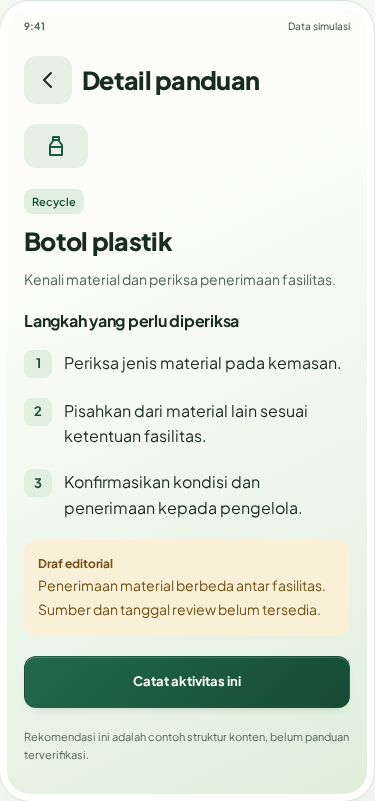 9:41
Data simulasi
Detail panduan
Recycle
Botol plastik
Kenali material dan periksa penerimaan fasilitas.
Langkah yang perlu diperiksa
1 Periksa jenis material pada kemasan.
2 Pisahkan dari material lain sesuai
ketentuan fasilitas.
3 Konfirmasikan kondisi dan
penerimaan kepada pengelola.
Draf editorial
Penerimaan material berbeda antar fasilitas.
Sumber dan tanggal review belum tersedia.
Catat aktivitas ini
Rekomendasi ini adalah contoh struktur konten, belum panduan
terverifikasi.